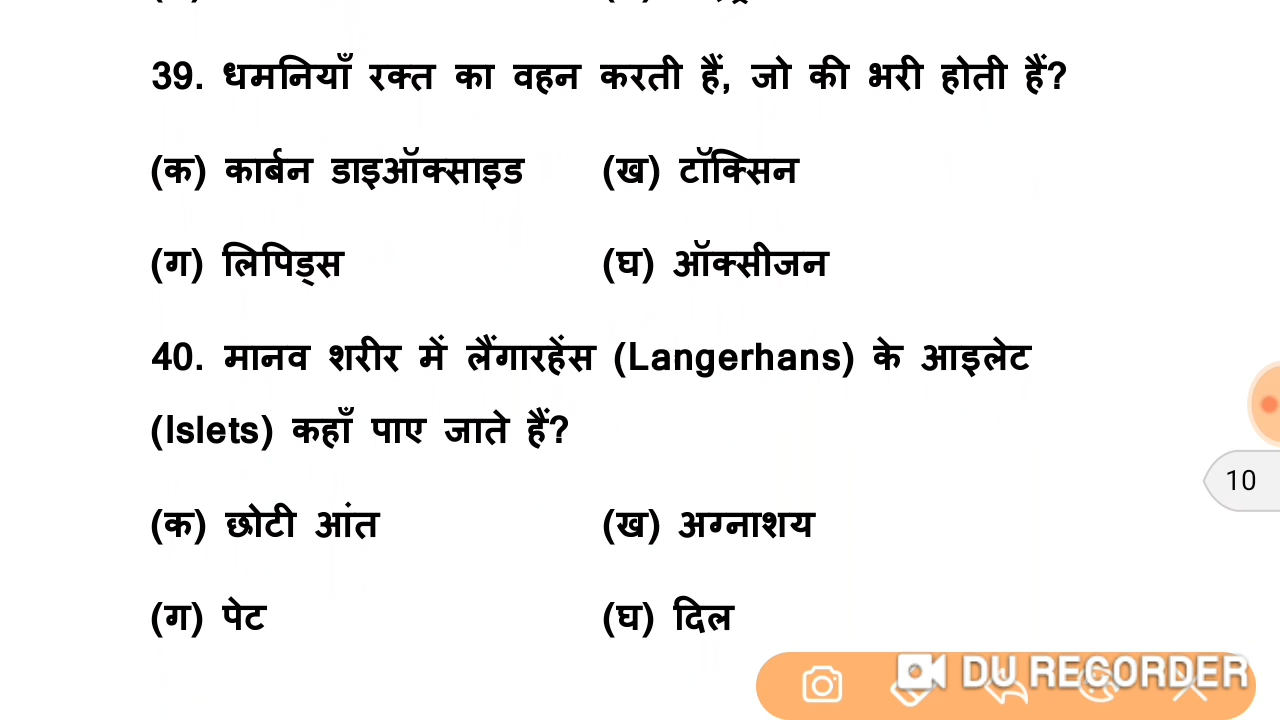 39. धमनियाँ रक्त का वहन करती हैं, जो की भरी होती हैं?
(क) कार्बन डाइऑक्साइड (ख) टॉक्सिन
(ग) लिपिड्स (घ) ऑक्सीजन
40. मानव शरीर में लैंगारहेंस (Langerhans) के आइलेट
(Islets) कहाँ पाए जाते हैं?
10
(क) छोटी आंत (ख) अग्नाशय
(ग) पेट (घ) दिल
DU RECORDER